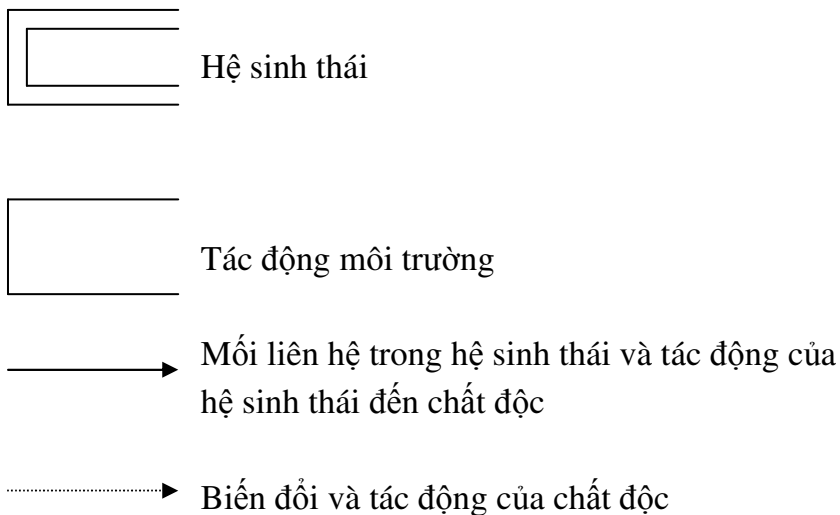 Hệ sinh thái
Tác động môi trường
Mối liên hệ trong hệ sinh thái và tác động của
hệ sinh thái đến chất độc
Biến đổi và tác động của chất độc